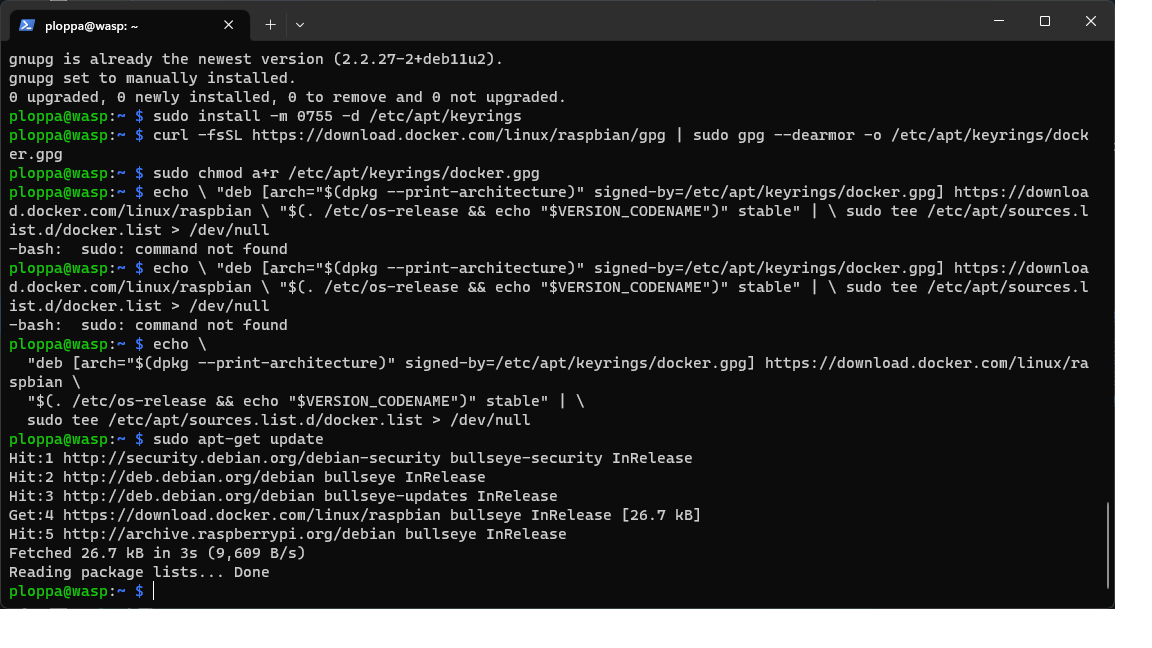 ploppa@wasp: ~
gnupg is already the newest version (2.2.27-2+deb11u2).
gnupg set to manually installed.
0 upgraded, 0 newly installed, 0 to remove and 0 not upgraded.
ploppa@wasp:~ $ sudo install -m 0755 -d /etc/apt/keyrings
ploppa@wasp:~ $ curl -fsSL https://download.docker.com/linux/raspbian/gpg | sudo gpg --dearmor -o /etc/apt/keyrings/dock
er.gpg
ploppa@wasp:~ $ sudo chmod a+r /etc/apt/keyrings/docker.gpg
ploppa@wasp:~ $ echo \ "deb [arch="$(dpkg --print-architecture)" signed-by=/etc/apt/keyrings/docker.gpg] https://downloa
d.docker.com/linux/raspbian \ "$(. /etc/os-release && echo "$VERSION_CODENAME")" stable" | \ sudo tee /etc/apt/sources.l
ist.d/docker.list > /dev/null
-bash:  sudo: command not found
ploppa@wasp:~ $ echo \ "deb [arch="$(dpkg --print-architecture)" signed-by=/etc/apt/keyrings/docker.gpg] https://downloa
d.docker.com/linux/raspbian \ "$(. /etc/os-release && echo "$VERSION_CODENAME")" stable" | \ sudo tee /etc/apt/sources.l
ist.d/docker.list > /dev/null
-bash:  sudo: command not found
ploppa@wasp:~ $ echo \
  "deb [arch="$(dpkg --print-architecture)" signed-by=/etc/apt/keyrings/docker.gpg] https://download.docker.com/linux/ra
spbian \
  "$(. /etc/os-release && echo "$VERSION_CODENAME")" stable" | \
  sudo tee /etc/apt/sources.list.d/docker.list > /dev/null
ploppa@wasp:~ $ sudo apt-get update
Hit:1 http://security.debian.org/debian-security bullseye-security InRelease
Hit:2 http://deb.debian.org/debian bullseye InRelease
Hit:3 http://deb.debian.org/debian bullseye-updates InRelease
Get:4 https://download.docker.com/linux/raspbian bullseye InRelease [26.7 kB]
Hit:5 http://archive.raspberrypi.org/debian bullseye InRelease
Fetched 26.7 kB in 3s (9,609 B/s)
Reading package lists... Done
ploppa@wasp:~ $